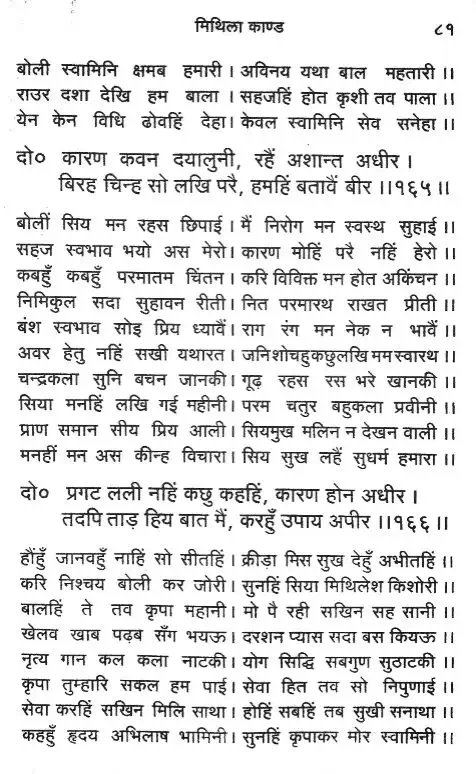 मिथिला काण्ड ८१
बोली स्वामिनि क्षमब हमारी। अविनय यथा बाल महतारी।।
राउर दशा देखि हम बाला। सहजहिं होत कृशी तव पाला।।
येन केन विधि ढोवहिं देहा। केवल स्वामिनि सेव सनेहा।।
दो० कारण कवन दयालुनी, रहैं अशान्त अधीर।
बिरह चिन्ह सो लखि परै, हमहिं बतावैं बीर।।१६५।।
बोलीं सिय मन रहस छिपाई। मैं निरोग मन स्वस्थ सुहाई।।
सहज स्वभाव भयो अस मेरो। कारण मोहिं परै नहिं हेरो।।
कबहुँ कबहुँ परमातम चिंतन। करि विविक्त मन होत अकिंचन।।
निमिकुल सदा सुहावन रीती। नित परमारथ राखत प्रीती।।
बंश स्वभाव सोइ प्रिय ध्यावैं। राग रंग मन नेक न भावैं।।
अवर हेतु नहिं सखी यथारत। जनि शोचहु कछु लखि मम स्वारथ।।
चन्द्रकला सुनि बचन जानकी। गूढ़ रहस रस भरे खानकी।।
सिया मनहिं लखि गई महीनी। परम चतुर बहुकला प्रवीनी।।
प्राण समान सीय प्रिय आली। सियमुख मलिन न देखन वाली।।
मनहीं मन अस कीन्ह विचारा। सिय सुख लहैं सुधर्म हमारा।।
दो० प्रगट लली नहिं कछु कहहिं, कारण होन अधीर।
तदपि ताड़ हिय बात मैं, करहुँ उपाय अपीर।।१६६।।
हौंहुँ जानवहुँ नाहिं सो सीतहिं। क्रीड़ा मिस सुख देहुँ अभीतहिं।।
करि निश्चय बोली कर जोरी। सुनहिं सिया मिथिलेश किशोरी।।
बालहिं ते तव कृपा महानी। मो पै रही सखिन सह सानी।।
खेलव खाब पढ़ब सँग भयऊ। दरशन प्यास सदा बस कियऊ।।
नृत्य गान कल कला नाटकी। योग सिद्धि सबगुण सुठाटकी।।
कृपा तुम्हारि सकल हम पाई। सेवा हित तव सो निपुणाई।।
सेवा करहिं सखिन मिलि साथा। होहिं सबहिं तब सुखी सनाथा।।
कहहुँ हृदय अभिलाष भामिनी। सुनहिं कृपाकर मोर स्वामिनी।।